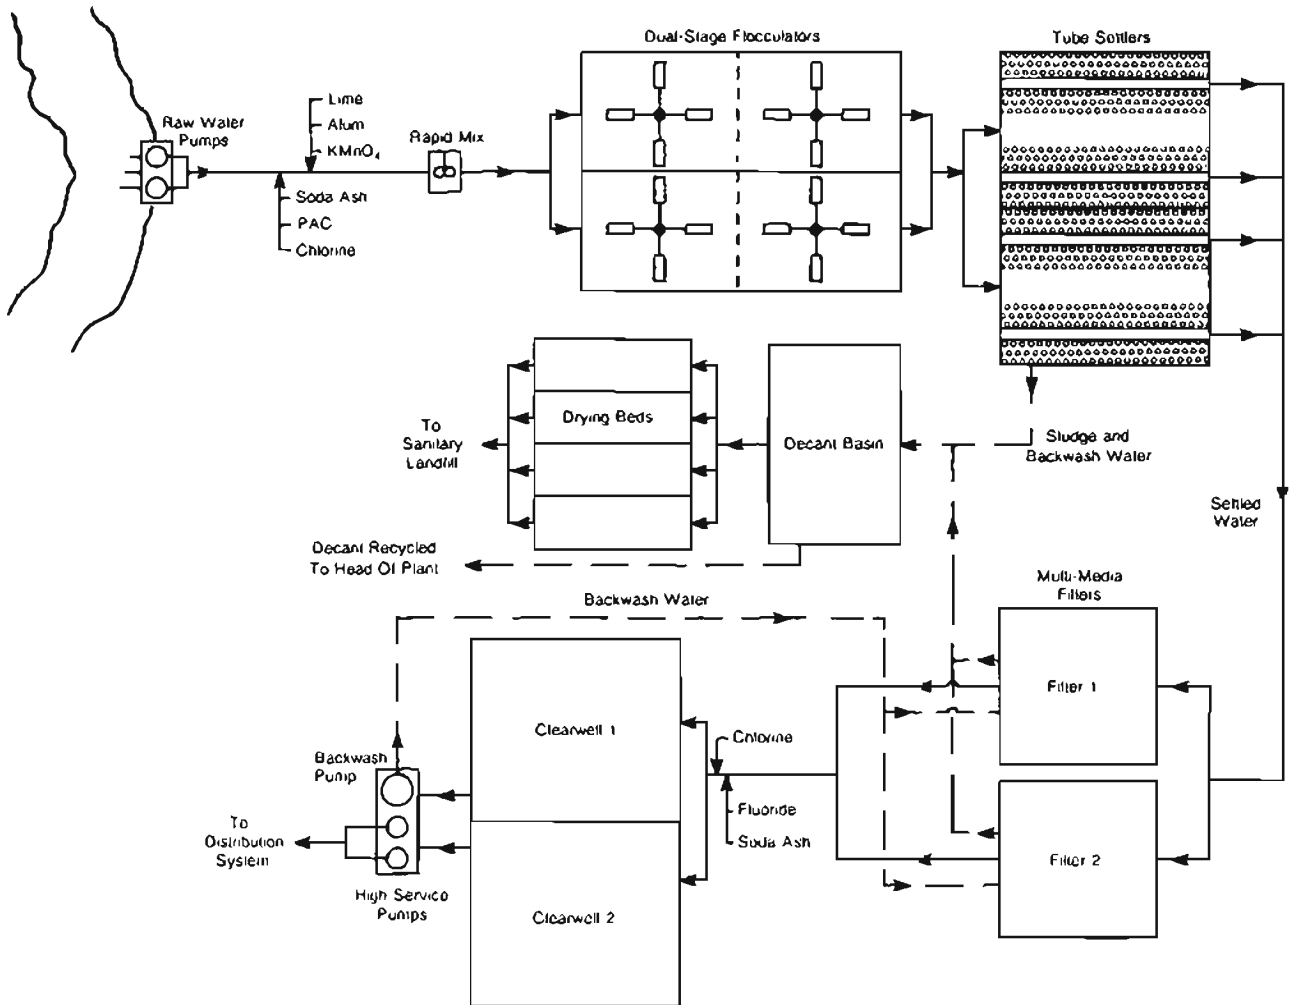 Dual-Stage Flocculators
Tube Settlers
Raw Water
Pumps
Lime
Alum
KMnO₄
Rapid Mix
Soda Ash
PAC
Chlorine
To
Sanitary
Landfill
Drying Beds
Decant Basin
Sludge and
Backwash Water
Settled
Water
Decant Recycled
To Head Of Plant
Backwash Water
Multi-Media
Filters
Filter 1
Clearwell 1
Chlorine
Backwash
Pump
Fluoride
Soda Ash
To
Distribution
System
Filter 2
High Service
Pumps
Clearwell 2